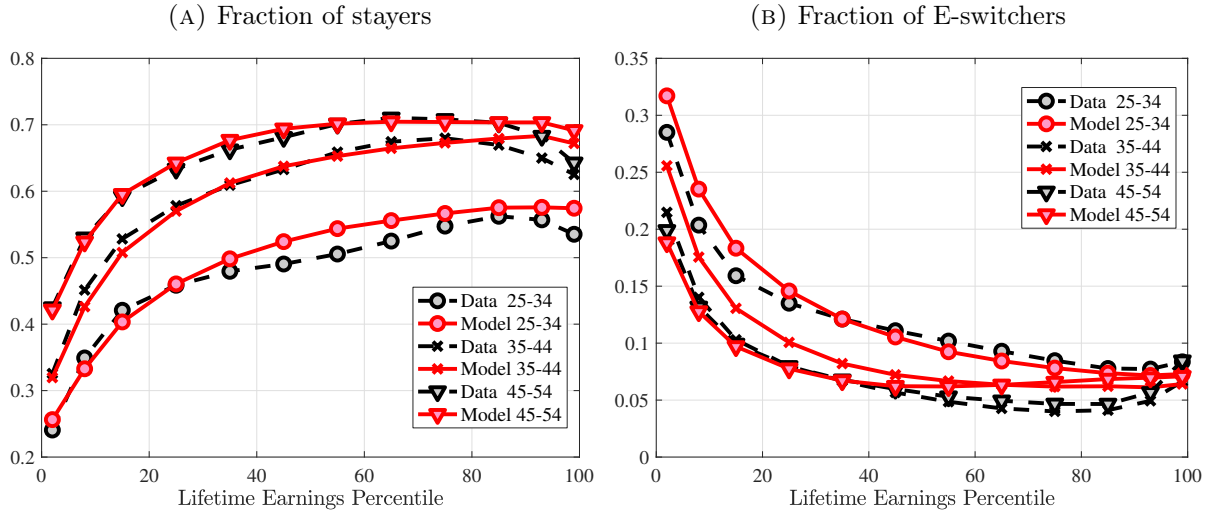 (A) Fraction of stayers
0.8
0.7
0.6
0.5
0.4
0.3
0.2
0 20 40 60 80 100
Lifetime Earnings Percentile
Data 25-34
Model 25-34
Data 35-44
Model 35-44
Data 45-54
Model 45-54
(B) Fraction of E-switchers
0.35
0.3
0.25
0.2
0.15
0.1
0.05
0
0 20 40 60 80 100
Lifetime Earnings Percentile
Data 25-34
Model 25-34
Data 35-44
Model 35-44
Data 45-54
Model 45-54